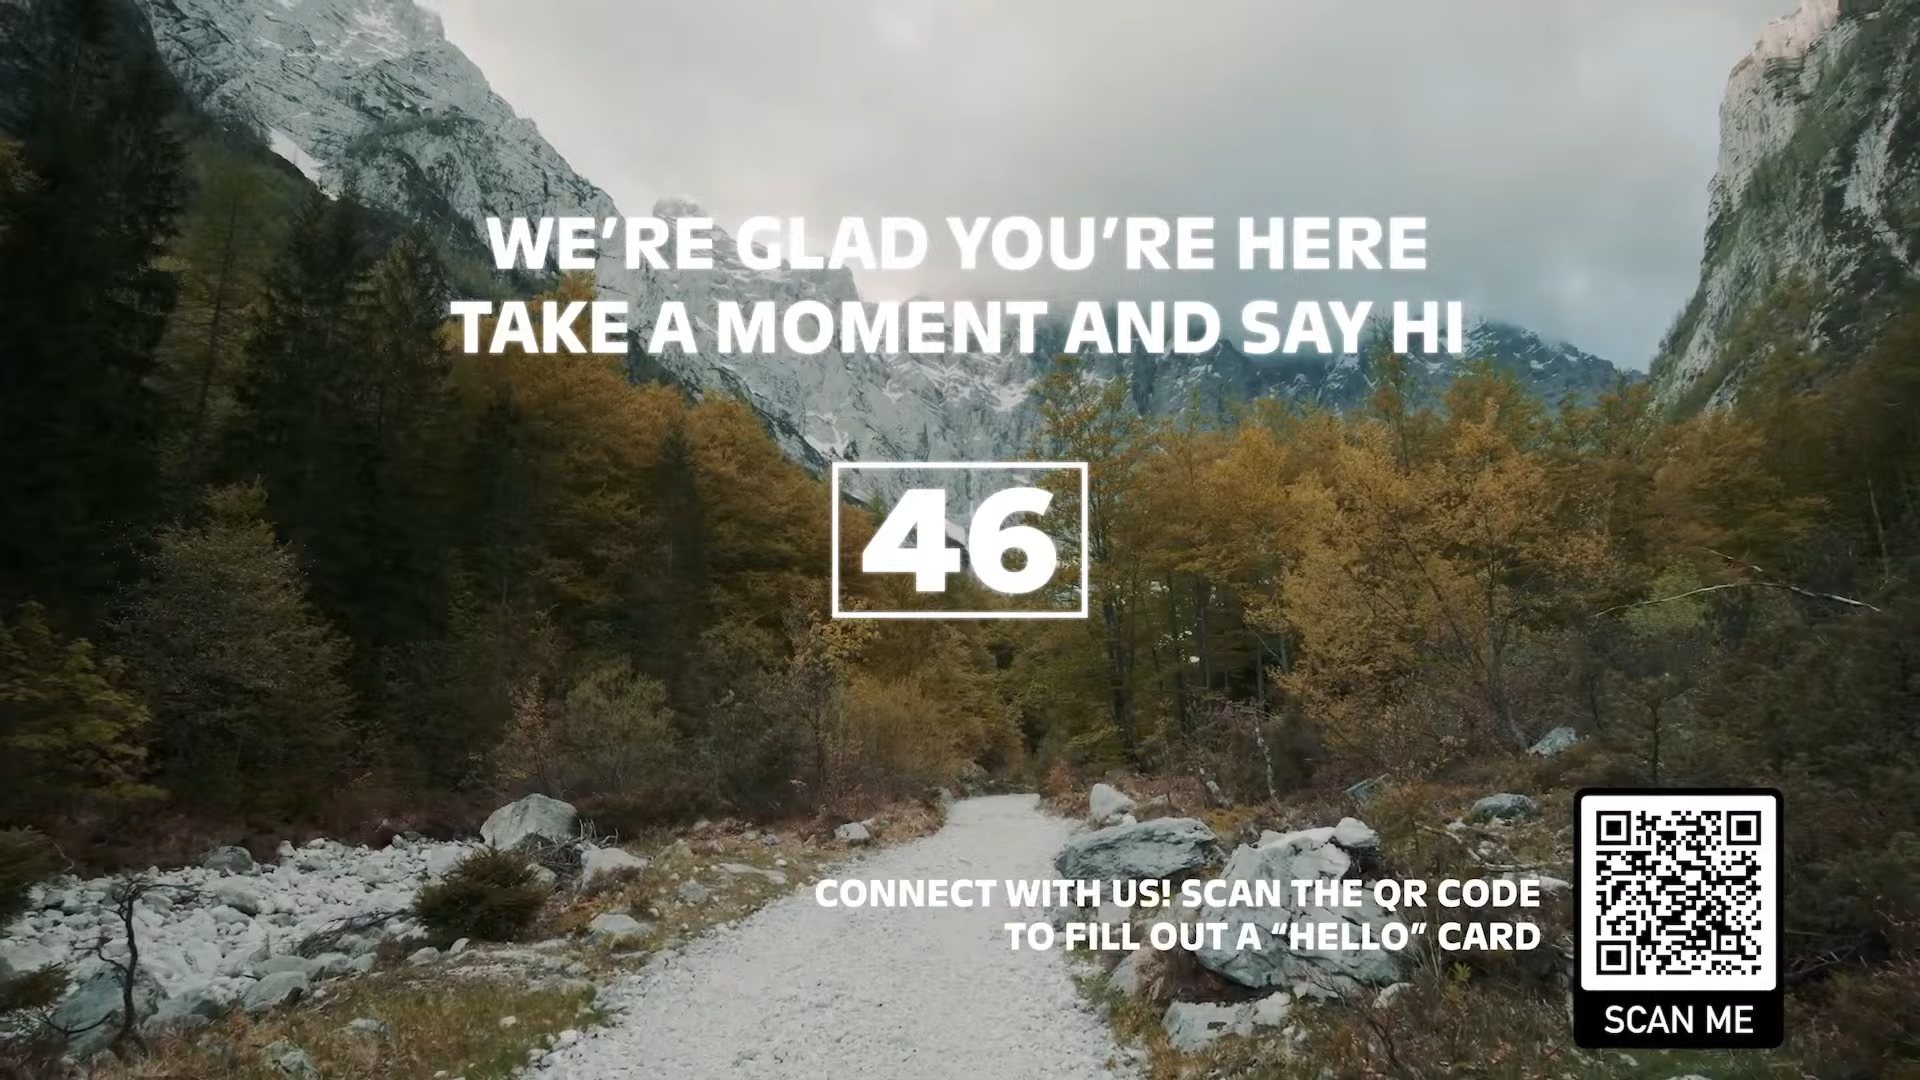 WE’RE GLAD YOU’RE HERE
TAKE A MOMENT AND SAY HI
46
CONNECT WITH US! SCAN THE QR CODE
TO FILL OUT A “HELLO” CARD
SCAN ME